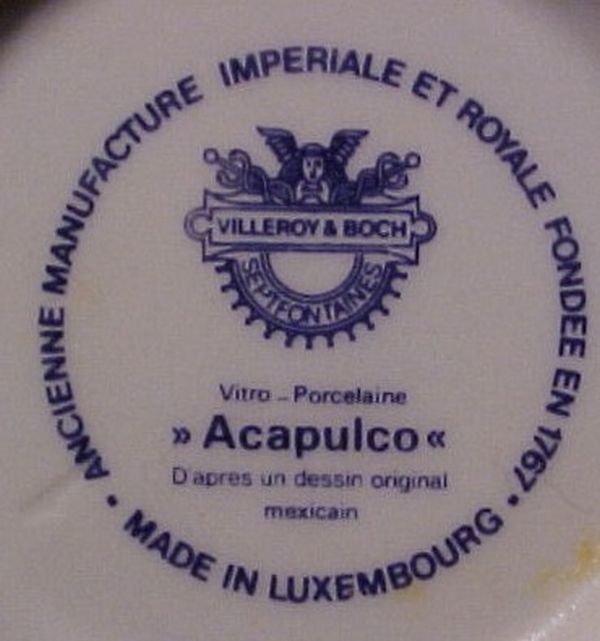 ANCIENNE MANUFACTURE IMPERIALE ET ROYALE FONDEE EN 1767
VILLEROY & BOCH
SEPTFONTAINES
Vitro - Porcelaine
» Acapulco «
D'apres un dessin original
mexicain
• MADE IN LUXEMBOURG •